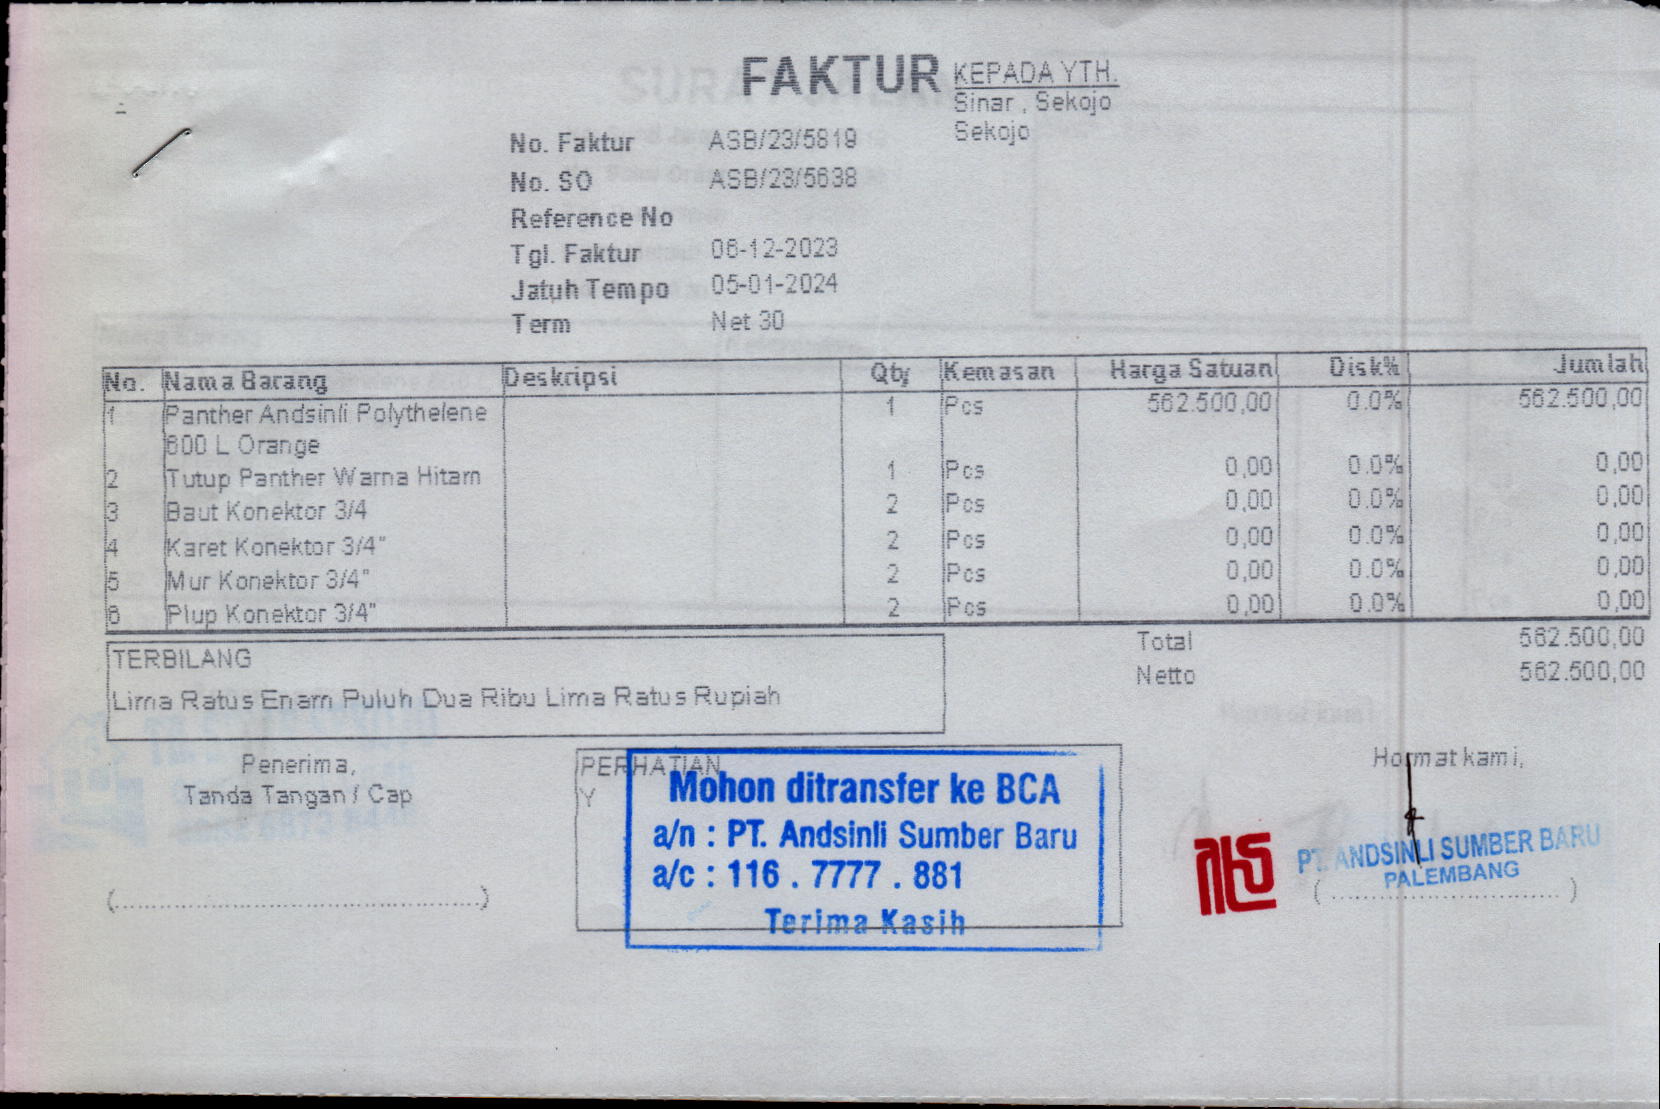 FAKTUR
KEPADA YTH.
Sinar , Sekojo
Sekojo
No. Faktur ASB/23/5819
No. SO ASB/23/5638
Reference No
Tgl. Faktur 06-12-2023
Jatuh Tempo 05-01-2024
Term Net 30
No. Nama Barang Deskripsi Qty Kemasan Harga Satuan Disk% Jumlah
1 Panther Andsinli Polythelene 1 Pcs 562.500,00 0.0% 562.500,00
600 L Orange
2 Tutup Panther Warna Hitam 1 Pcs 0,00 0.0% 0,00
3 Baut Konektor 3/4 2 Pcs 0,00 0.0% 0,00
4 Karet Konektor 3/4" 2 Pcs 0,00 0.0% 0,00
5 Mur Konektor 3/4" 2 Pcs 0,00 0.0% 0,00
6 Plup Konektor 3/4" 2 Pcs 0,00 0.0% 0,00
Total 562.500,00
Netto 562.500,00
TERBILANG
Lima Ratus Enam Puluh Dua Ribu Lima Ratus Rupiah
Penerima,
Tanda Tangan / Cap
(..................................................)
PERHATIAN
Y
Mohon ditransfer ke BCA
a/n : PT. Andsinli Sumber Baru
a/c : 116 . 7777 . 881
Terima Kasih
Hormat kami,
PT. ANDSINLI SUMBER BARU
PALEMBANG
(..............................)